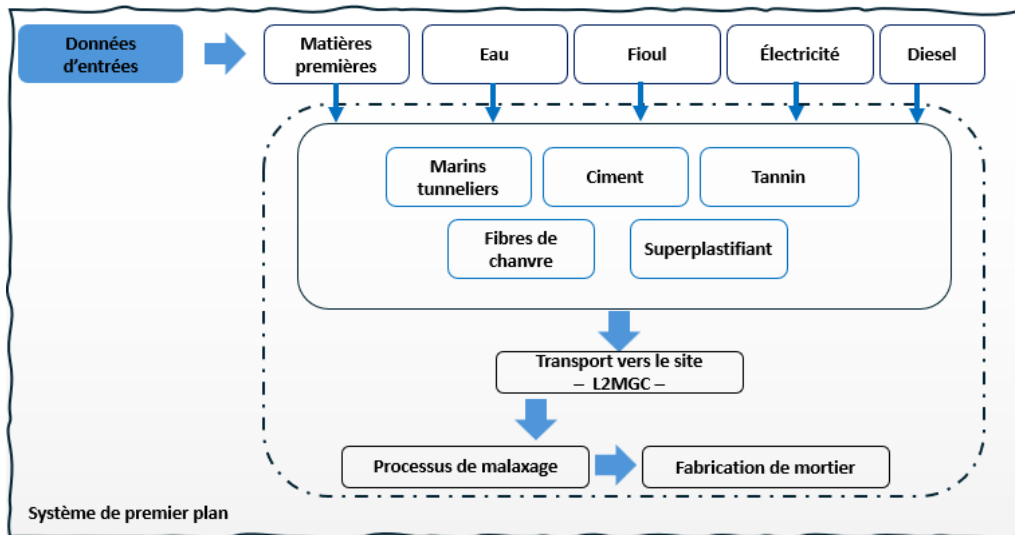 Données
d'entrées
Matières
premières
Eau
Fioul
Électricité
Diesel
Marins
tunneliers
Ciment
Tannin
Fibres de
chanvre
Superplastifiant
Transport vers le site
– L2MGC –
Processus de malaxage
Fabrication de mortier
Système de premier plan